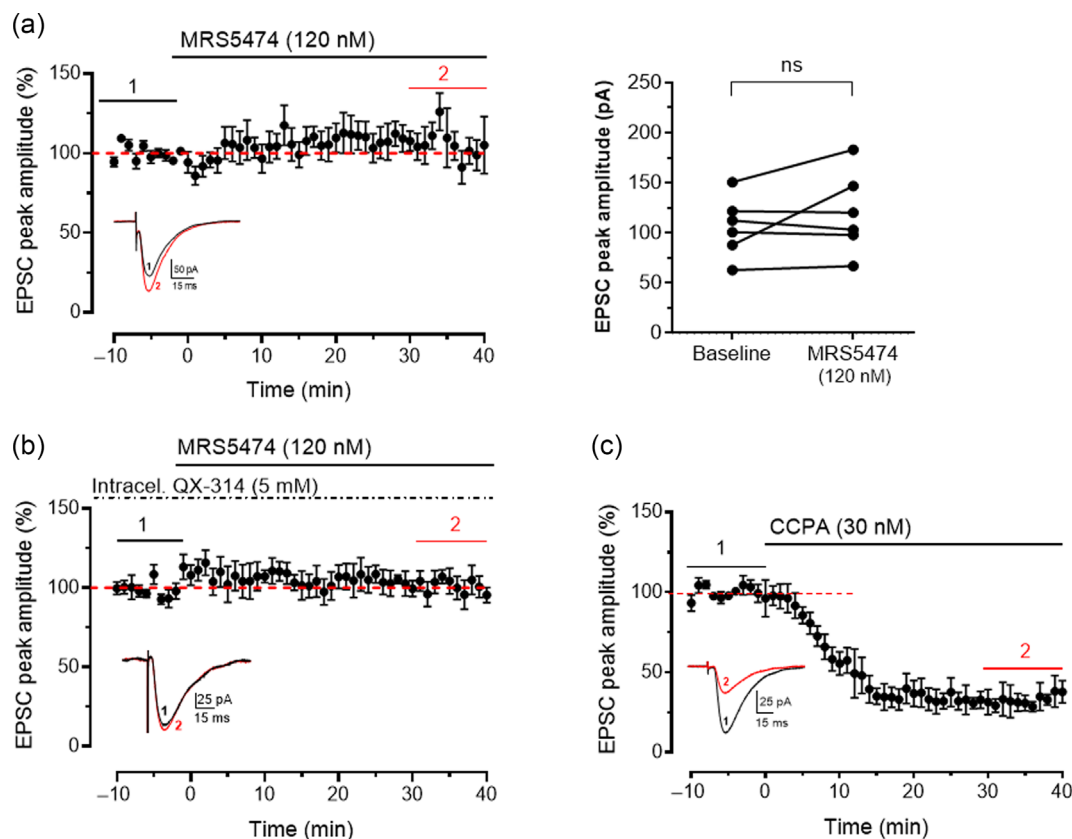 (a)
MRS5474 (120 nM)
EPSC peak amplitude (%)
150
100
50
0
1
2
1
2
50 pA
15 ms
–10
0
10
20
30
40
Time (min)
ns
EPSC peak amplitude (pA)
250
200
150
100
50
0
Baseline
MRS5474
(120 nM)
(b)
MRS5474 (120 nM)
Intracel. QX-314 (5 mM)
EPSC peak amplitude (%)
150
100
50
0
1
2
1
2
25 pA
15 ms
–10
0
10
20
30
40
Time (min)
(c)
CCPA (30 nM)
EPSC peak amplitude (%)
150
100
50
0
1
2
2
1
25 pA
15 ms
–10
0
10
20
30
40
Time (min)